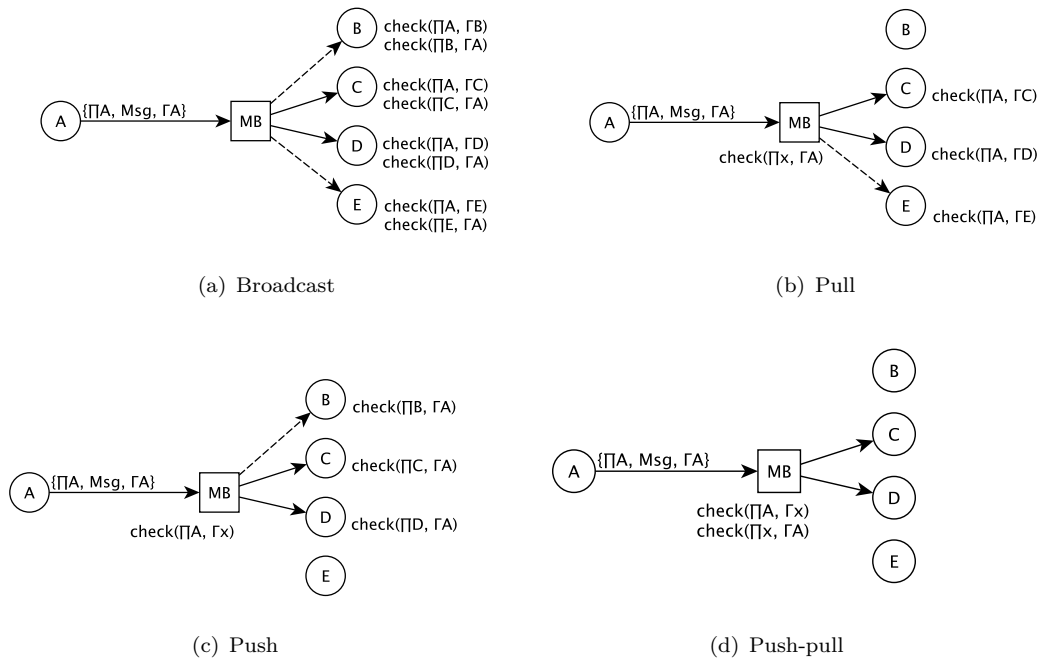 B
check(∏A, ΓB)
check(∏B, ΓA)
C
check(∏A, ΓC)
check(∏C, ΓA)
A
{∏A, Msg, ΓA}
MB
D
check(∏A, ΓD)
check(∏D, ΓA)
E
check(∏A, ΓE)
check(∏E, ΓA)
(a) Broadcast
B
C
check(∏A, ΓC)
A
{∏A, Msg, ΓA}
MB
check(∏x, ΓA)
D
check(∏A, ΓD)
E
check(∏A, ΓE)
(b) Pull
B
check(∏B, ΓA)
C
check(∏C, ΓA)
A
{∏A, Msg, ΓA}
MB
check(∏A, Γx)
D
check(∏D, ΓA)
E
(c) Push
B
C
A
{∏A, Msg, ΓA}
MB
check(∏A, Γx)
check(∏x, ΓA)
D
E
(d) Push-pull